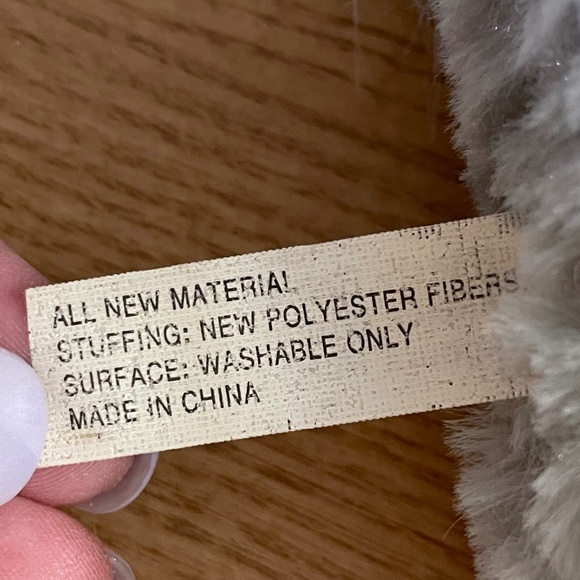 ALL NEW MATERIAL
STUFFING: NEW POLYESTER FIBERS
SURFACE: WASHABLE ONLY
MADE IN CHINA